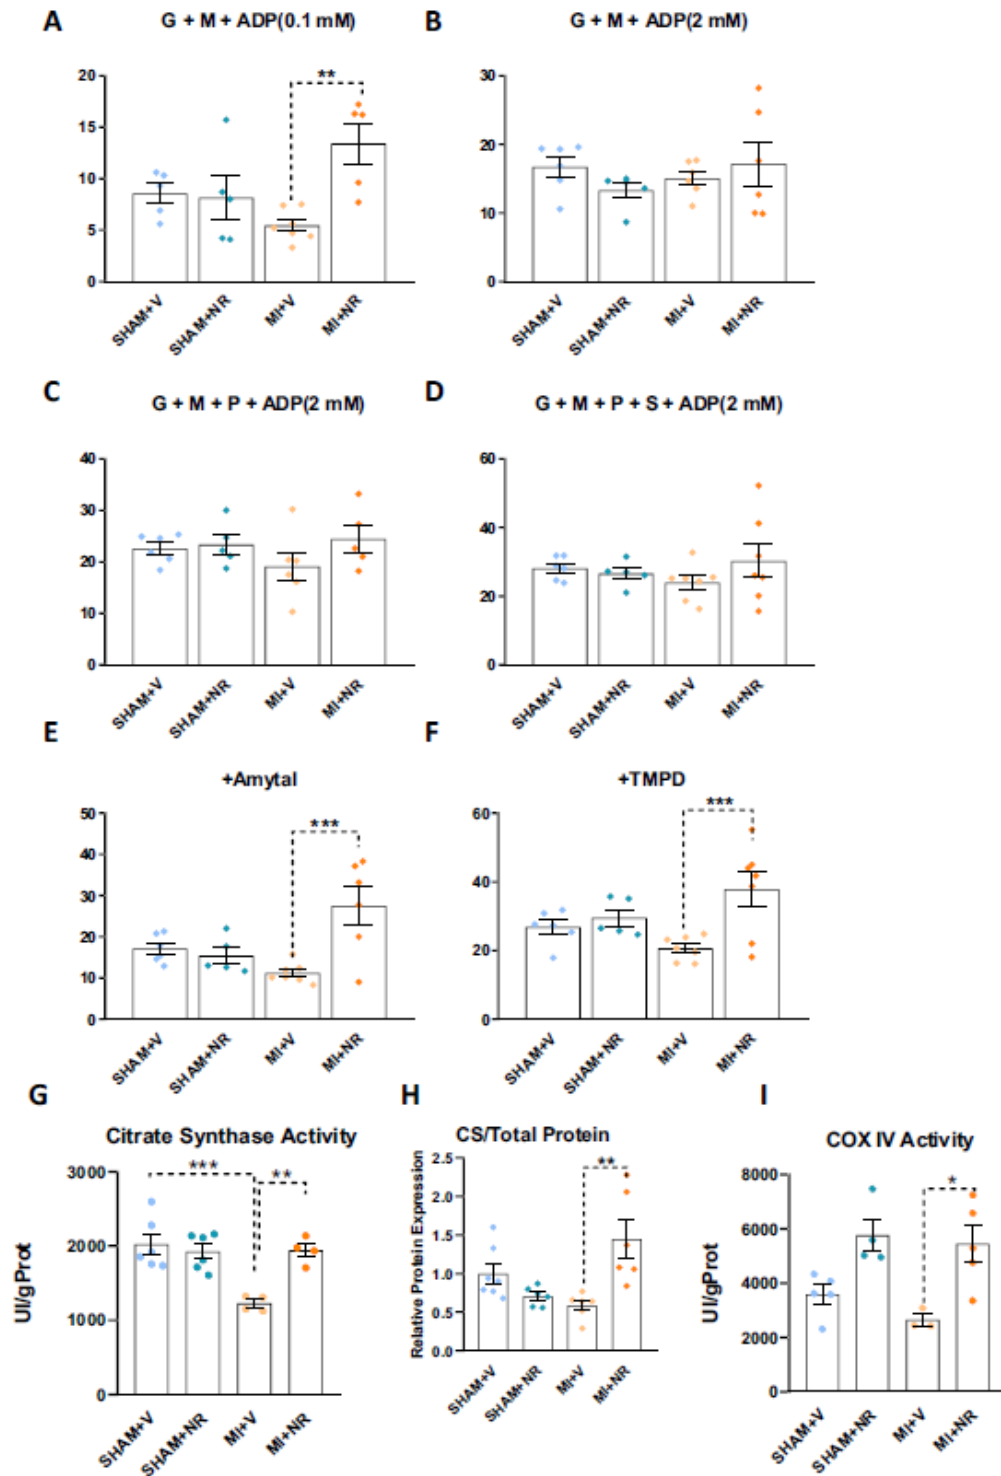 A G + M + ADP(0.1 mM) B G + M + ADP(2 mM)
20
15
10
5
0
**
SHAM+V SHAM+NR MI+V MI+NR
30
20
10
0
SHAM+V SHAM+NR MI+V MI+NR
C G + M + P + ADP(2 mM) D G + M + P + S + ADP(2 mM)
40
30
20
10
0
SHAM+V SHAM+NR MI+V MI+NR
60
40
20
0
SHAM+V SHAM+NR MI+V MI+NR
E F
+Amytal +TMPD
50
40
30
20
10
0
***
SHAM+V SHAM+NR MI+V MI+NR
60
40
20
0
***
SHAM+V SHAM+NR MI+V MI+NR
G H I
Citrate Synthase Activity
UI/gProt
3000
2000
1000
0
*** **
SHAM+V SHAM+NR MI+V MI+NR
CS/Total Protein
Relative Protein Expression
2.5
2.0
1.5
1.0
0.5
0.0
**
SHAM+V SHAM+NR MI+V MI+NR
COX IV Activity
UI/gProt
8000
6000
4000
2000
0
*
SHAM+V SHAM+NR MI+V MI+NR